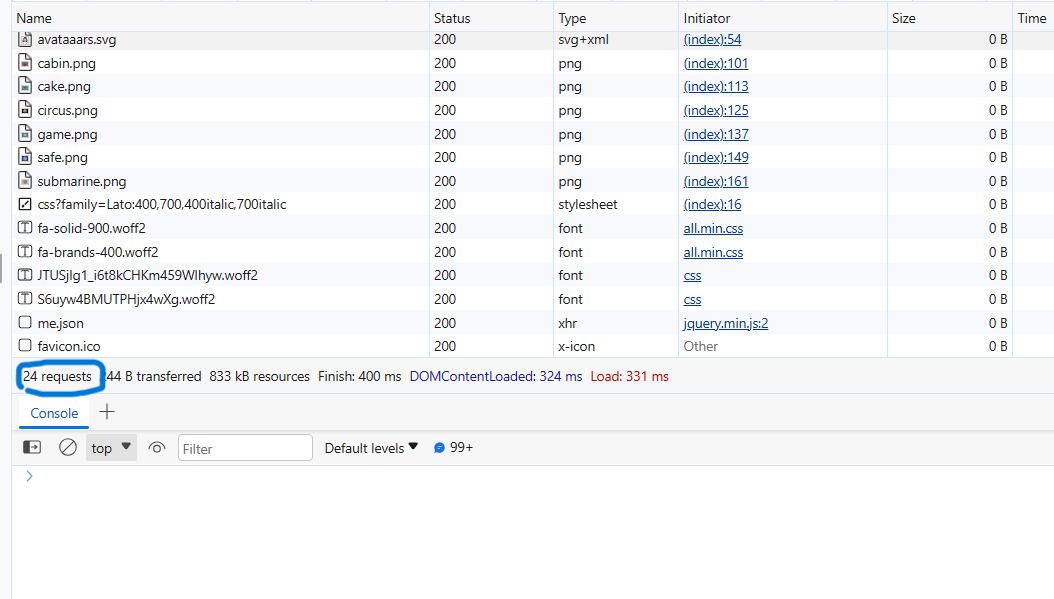 Name Status Type Initiator Size Time
avataaars.svg 200 svg+xml (index):54 0 B
cabin.png 200 png (index):101 0 B
cake.png 200 png (index):113 0 B
circus.png 200 png (index):125 0 B
game.png 200 png (index):137 0 B
safe.png 200 png (index):149 0 B
submarine.png 200 png (index):161 0 B
css?family=Lato:400,700,400italic,700italic 200 stylesheet (index):16 0 B
fa-solid-900.woff2 200 font all.min.css 0 B
fa-brands-400.woff2 200 font all.min.css 0 B
JTUSjIg1_i6t8kCHKm459Wlhyw.woff2 200 font css 0 B
S6uyw4BMUTPHjx4wXg.woff2 200 font css 0 B
me.json 200 xhr jquery.min.js:2 0 B
favicon.ico 200 x-icon Other 0 B
24 requests 44 B transferred 833 kB resources Finish: 400 ms DOMContentLoaded: 324 ms Load: 331 ms
Console
top Filter Default levels 99+